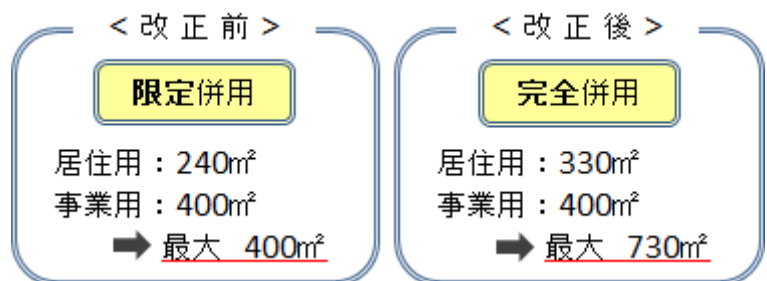 ＜改正前＞
限定併用
居住用：240㎡
事業用：400㎡
➡ 最大 400㎡
＜改正後＞
完全併用
居住用：330㎡
事業用：400㎡
➡ 最大 730㎡